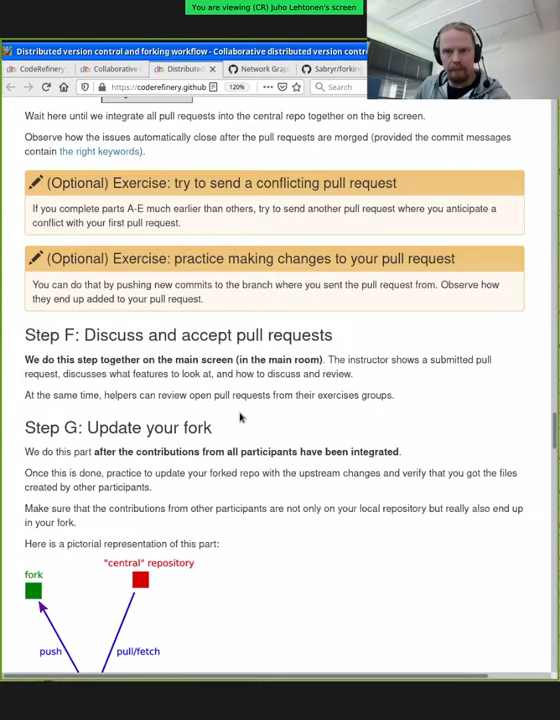 You are viewing (CR) Juho Lehtonen's screen
Distributed version control and forking workflow - Collaborative distributed version contr
CodeRefinery
Collaborative
Distributed
Network Grap
Sabryr/forkin
https://coderefinery.github
120%
Search
Wait here until we integrate all pull requests into the central repo together on the big screen.
Observe how the issues automatically close after the pull requests are merged (provided the commit messages
contain the right keywords).
(Optional) Exercise: try to send a conflicting pull request
If you complete parts A-E much earlier than others, try to send another pull request where you anticipate a
conflict with your first pull request.
(Optional) Exercise: practice making changes to your pull request
You can do that by pushing new commits to the branch where you sent the pull request from. Observe how
they end up added to your pull request.
Step F: Discuss and accept pull requests
We do this step together on the main screen (in the main room). The instructor shows a submitted pull
request, discusses what features to look at, and how to discuss and review.
At the same time, helpers can review open pull requests from their exercises groups.
Step G: Update your fork
We do this part after the contributions from all participants have been integrated.
Once this is done, practice to update your forked repo with the upstream changes and verify that you got the files
created by other participants.
Make sure that the contributions from other participants are not only on your local repository but really also end up
in your fork.
Here is a pictorial representation of this part:
"central" repository
fork
push
pull/fetch